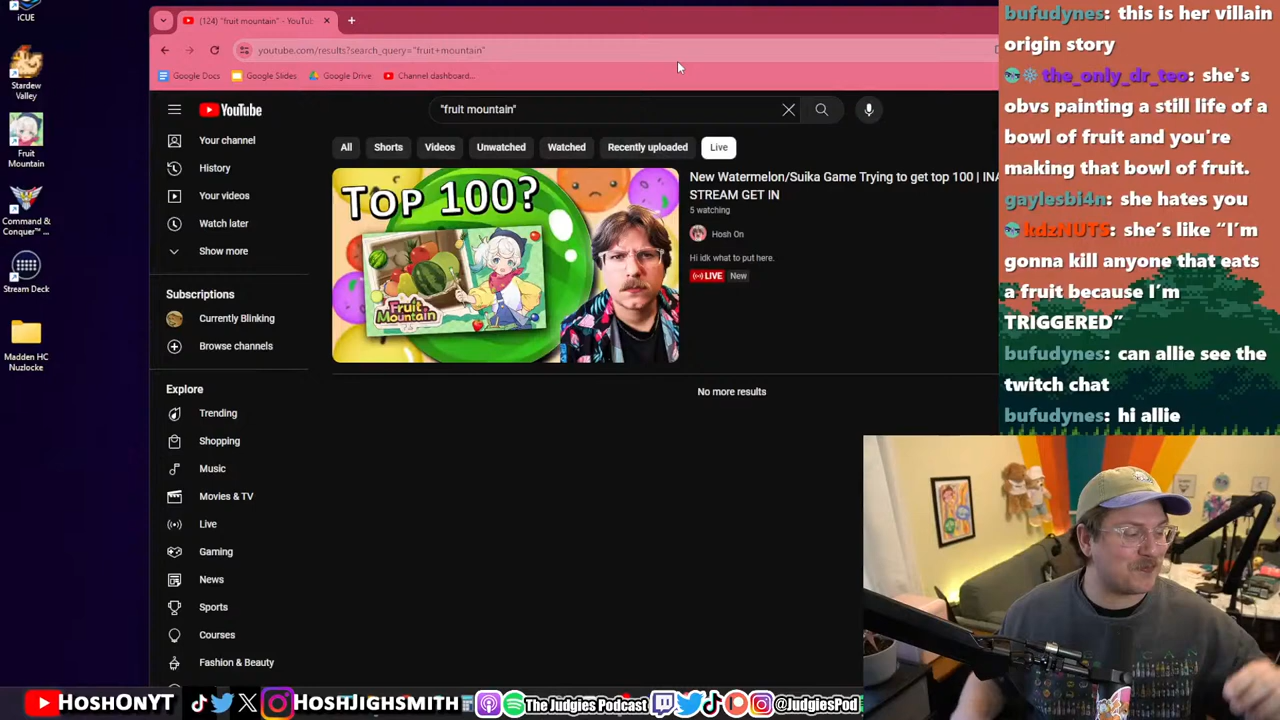 iCUE
Stardew
Valley
Fruit
Mountain
Command &
Conquer™ ...
Stream Deck
Madden HC
Nuzlocke
(124) "fruit mountain" - YouTu
youtube.com/results?search_query="fruit+mountain"
Google Docs
Google Slides
Google Drive
Channel dashboard...
YouTube
"fruit mountain"
Your channel
History
Your videos
Watch later
Show more
Subscriptions
Currently Blinking
Browse channels
Explore
Trending
Shopping
Music
Movies & TV
Live
Gaming
News
Sports
Courses
Fashion & Beauty
All
Shorts
Videos
Unwatched
Watched
Recently uploaded
Live
TOP 100?
Fruit
Mountain
New Watermelon/Suika Game Trying to get top 100 | INA
STREAM GET IN
5 watching
Hosh On
Hi idk what to put here.
LIVE
New
No more results
bufudynes: this is her villain
origin story
the_only_dr_teo: she's
obvs painting a still life of a
bowl of fruit and you're
making that bowl of fruit.
gaylesbi4n: she hates you
kdzNUTS: she's like "I'm
gonna kill anyone that eats
a fruit because I'm
TRIGGERED"
bufudynes: can allie see the
twitch chat
bufudynes: hi allie
HoshOnYT
HoshJighsmith
The Judgies Podcast
@JudgiesPod